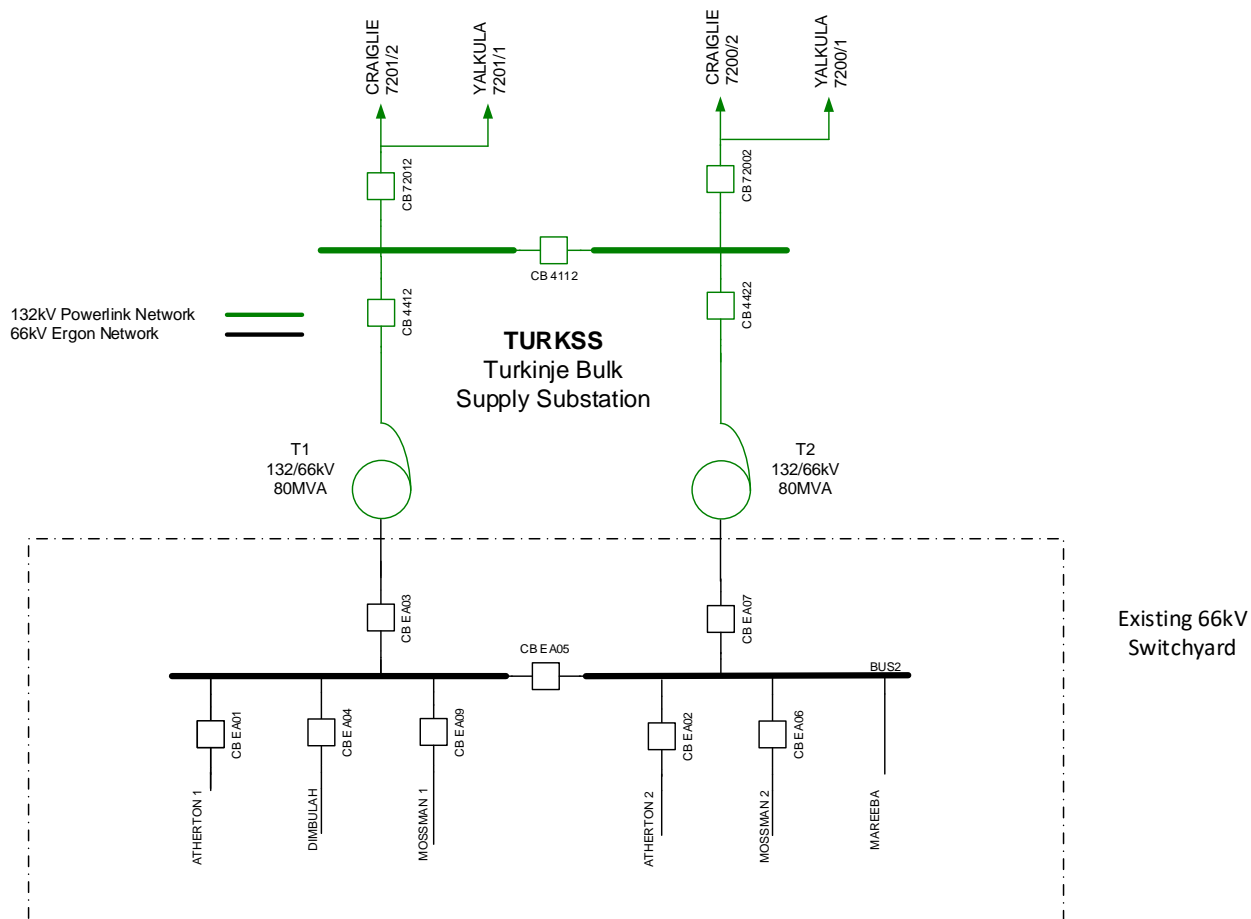 CRAIGLIE
7201/2
YALKULA
7201/1
CRAIGLIE
7200/2
YALKULA
7200/1
CB 72012
CB 72002
CB 4112
CB 4412
CB 4422
132kV Powerlink Network
66kV Ergon Network
TURKSS
Turkinje Bulk
Supply Substation
T1
132/66kV
80MVA
T2
132/66kV
80MVA
CB EA03
CB EA07
Existing 66kV
Switchyard
CB EA05
BUS2
CB EA01
CB EA04
CB EA09
CB EA02
CB EA06
ATHERTON 1
DIMBULAH
MOSSMAN 1
ATHERTON 2
MOSSMAN 2
MAREEBA